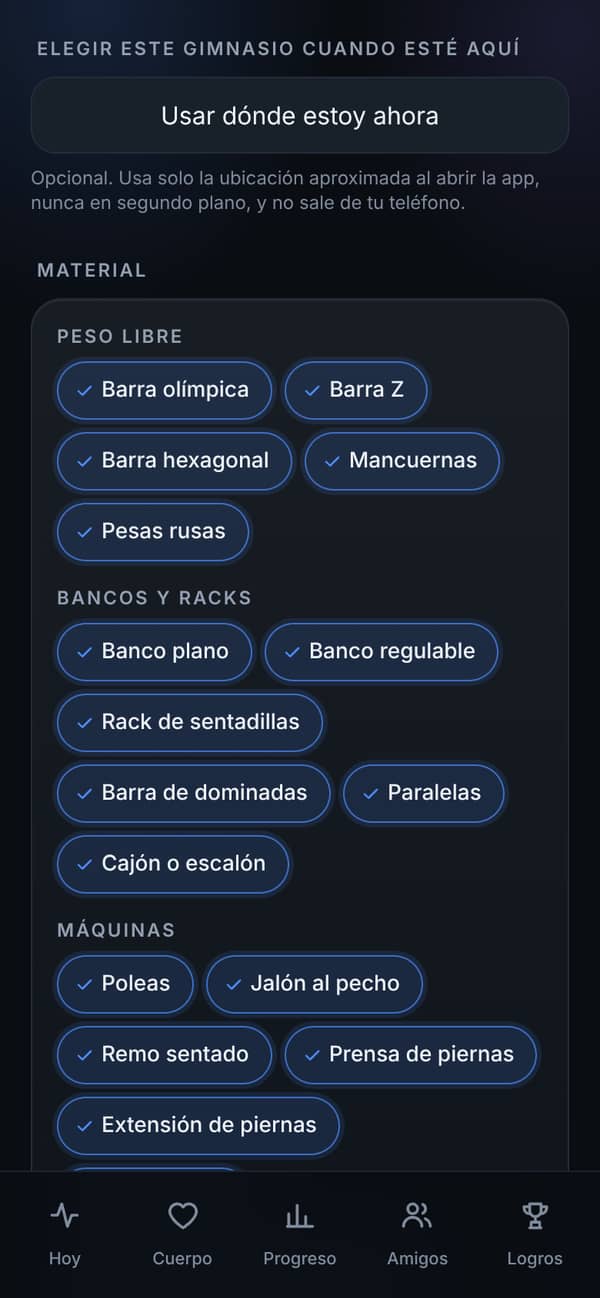 ELEGIR ESTE GIMNASIO CUANDO ESTÉ AQUÍ
Usar dónde estoy ahora
Opcional. Usa solo la ubicación aproximada al abrir la app,
nunca en segundo plano, y no sale de tu teléfono.
MATERIAL
PESO LIBRE
Barra olímpica
Barra Z
Barra hexagonal
Mancuernas
Pesas rusas
BANCOS Y RACKS
Banco plano
Banco regulable
Rack de sentadillas
Barra de dominadas
Paralelas
Cajón o escalón
MÁQUINAS
Poleas
Jalón al pecho
Remo sentado
Prensa de piernas
Extensión de piernas
Hoy
Cuerpo
Progreso
Amigos
Logros